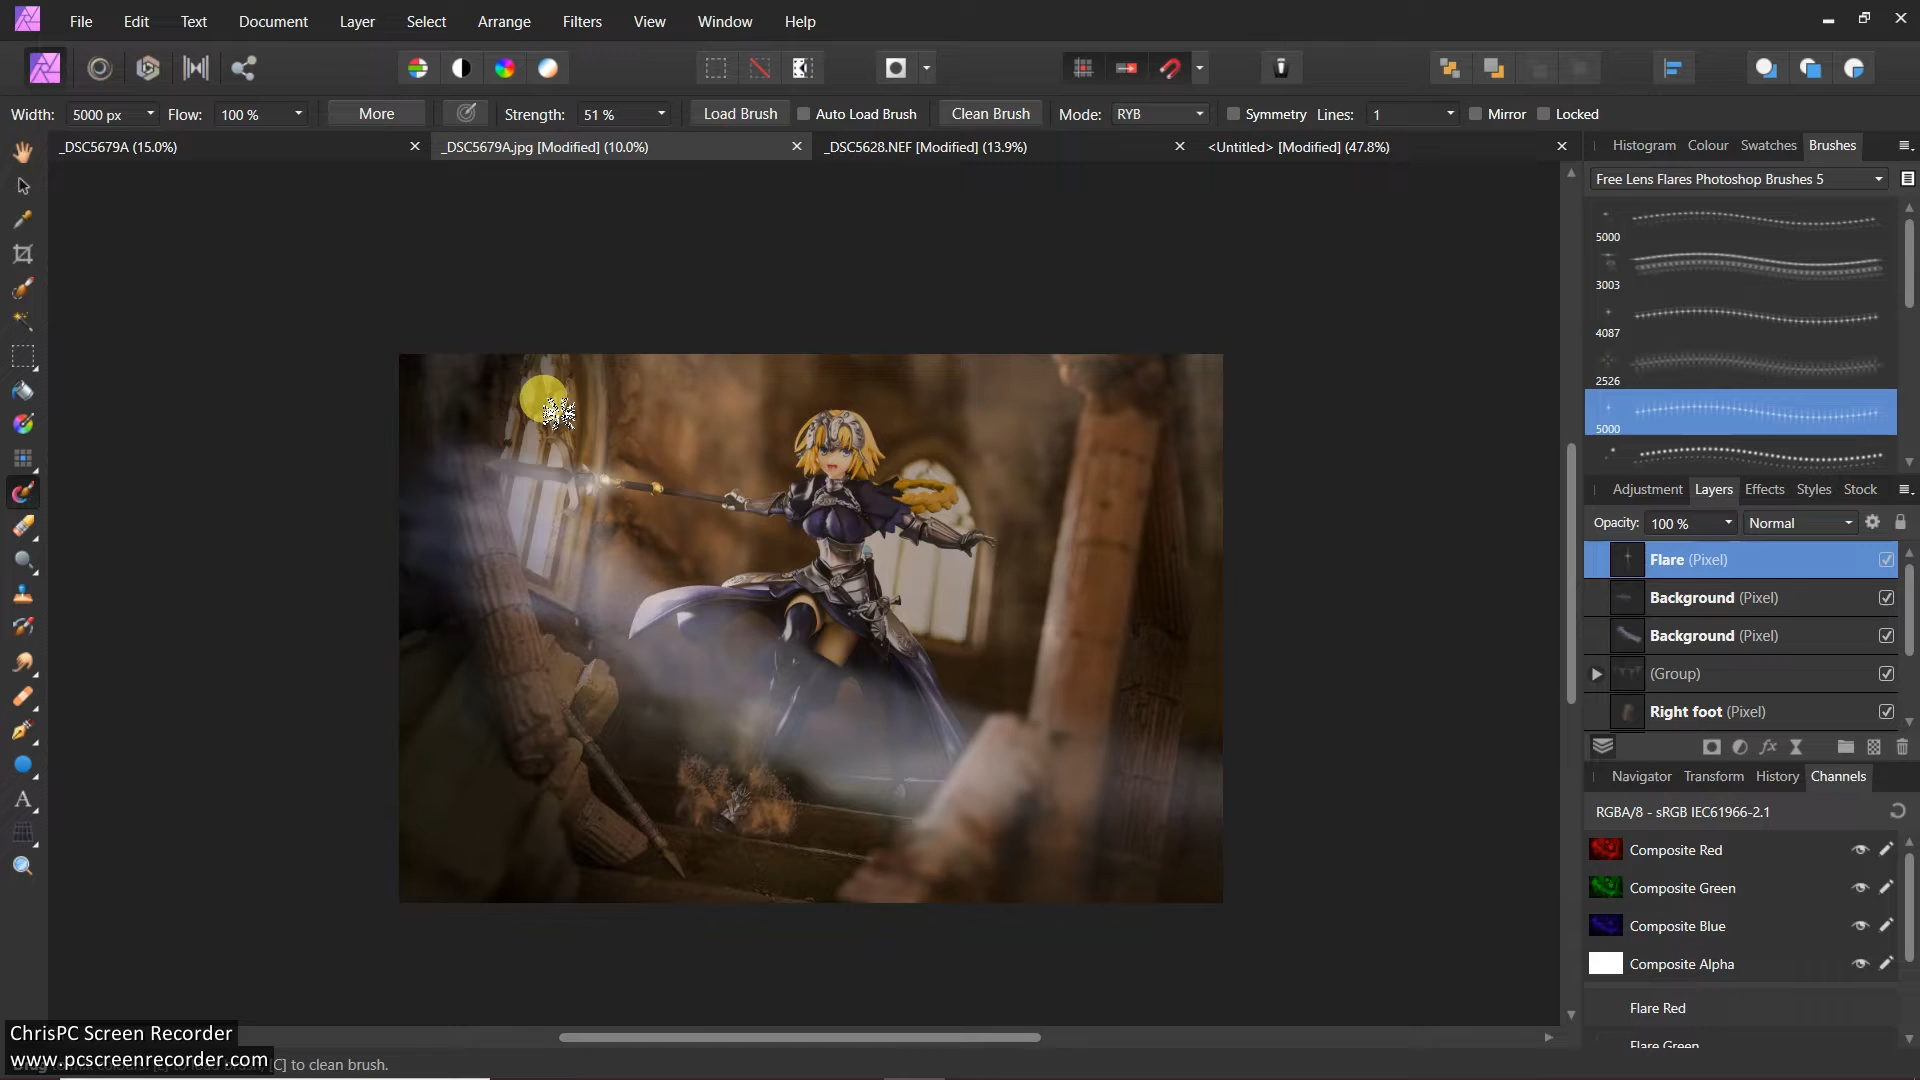 File Edit Text Document Layer Select Arrange Filters View Window Help
Width: 5000 px Flow: 100 % More Strength: 51 % Load Brush Auto Load Brush Clean Brush Mode: RYB Symmetry Lines: 1 Mirror Locked
_DSC5679A (15.0%) _DSC5679A.jpg [Modified] (10.0%) _DSC5628.NEF [Modified] (13.9%) <Untitled> [Modified] (47.8%)
Histogram Colour Swatches Brushes
Free Lens Flares Photoshop Brushes 5
5000
3003
4087
2526
5000
Adjustment Layers Effects Styles Stock
Opacity: 100 % Normal
Flare (Pixel)
Background (Pixel)
Background (Pixel)
(Group)
Right foot (Pixel)
Navigator Transform History Channels
RGBA/8 - sRGB IEC61966-2.1
Composite Red
Composite Green
Composite Blue
Composite Alpha
Flare Red
Flare Green
ChrisPC Screen Recorder
www.pcscreenrecorder.com
[C] to clean brush.